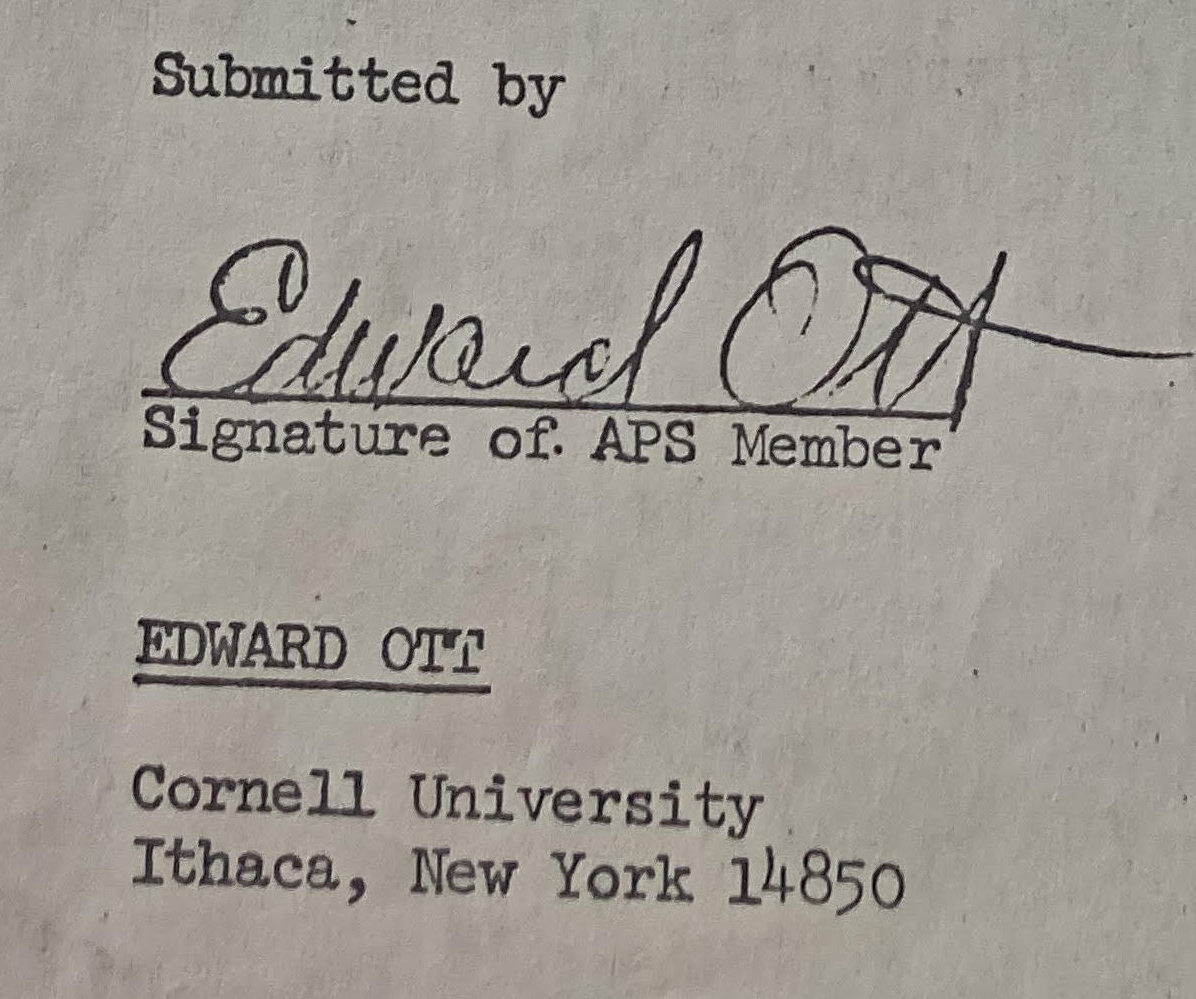 Submitted by
Edward Ott
Signature of. APS Member
EDWARD OTT
Cornell University
Ithaca, New York 14850